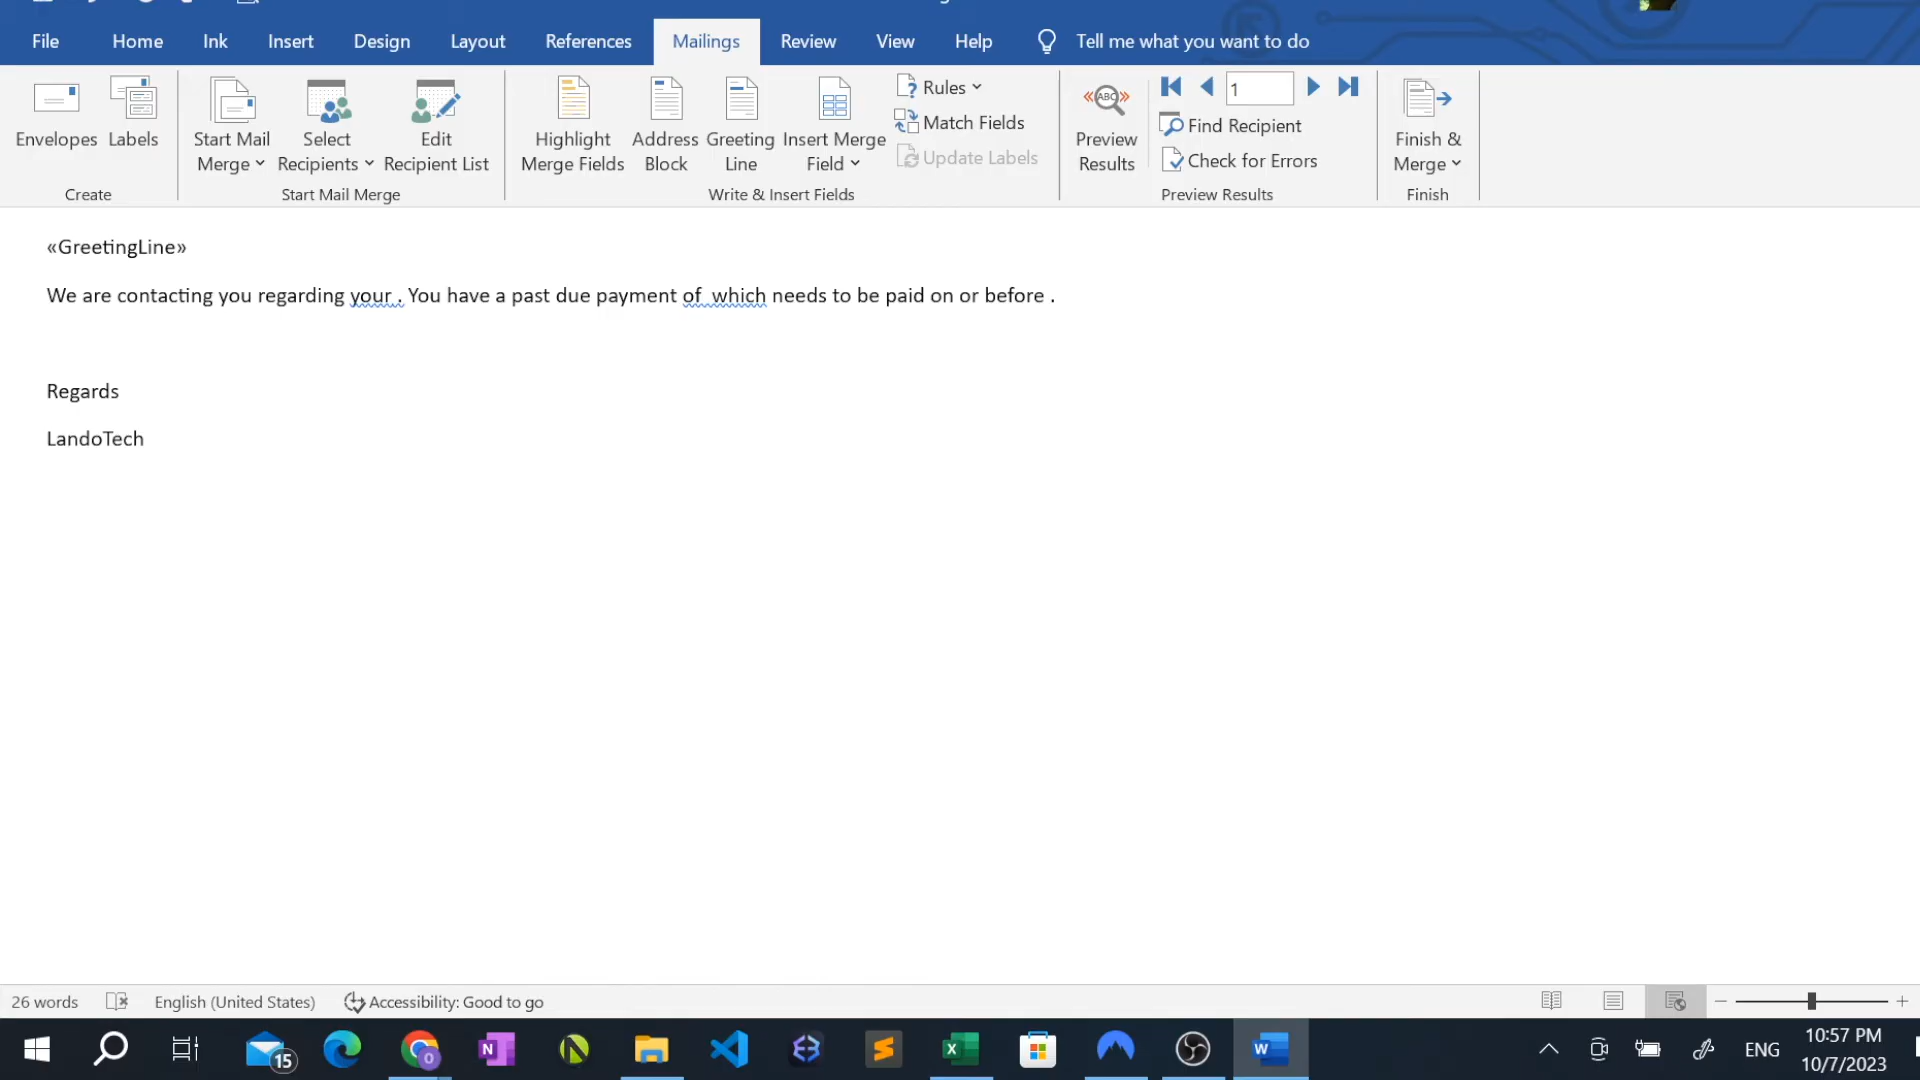 File Home Ink Insert Design Layout References Mailings Review View Help Tell me what you want to do
Envelopes Labels Start Mail Merge Select Recipients Edit Recipient List Highlight Merge Fields Address Block Greeting Line Insert Merge Field Rules Match Fields Update Labels Preview Results 1 Find Recipient Check for Errors Finish & Merge
Create Start Mail Merge Write & Insert Fields Preview Results Finish
«GreetingLine»
We are contacting you regarding your . You have a past due payment of  which needs to be paid on or before .
Regards
LandoTech
26 words English (United States) Accessibility: Good to go
15 ENG 10:57 PM
10/7/2023